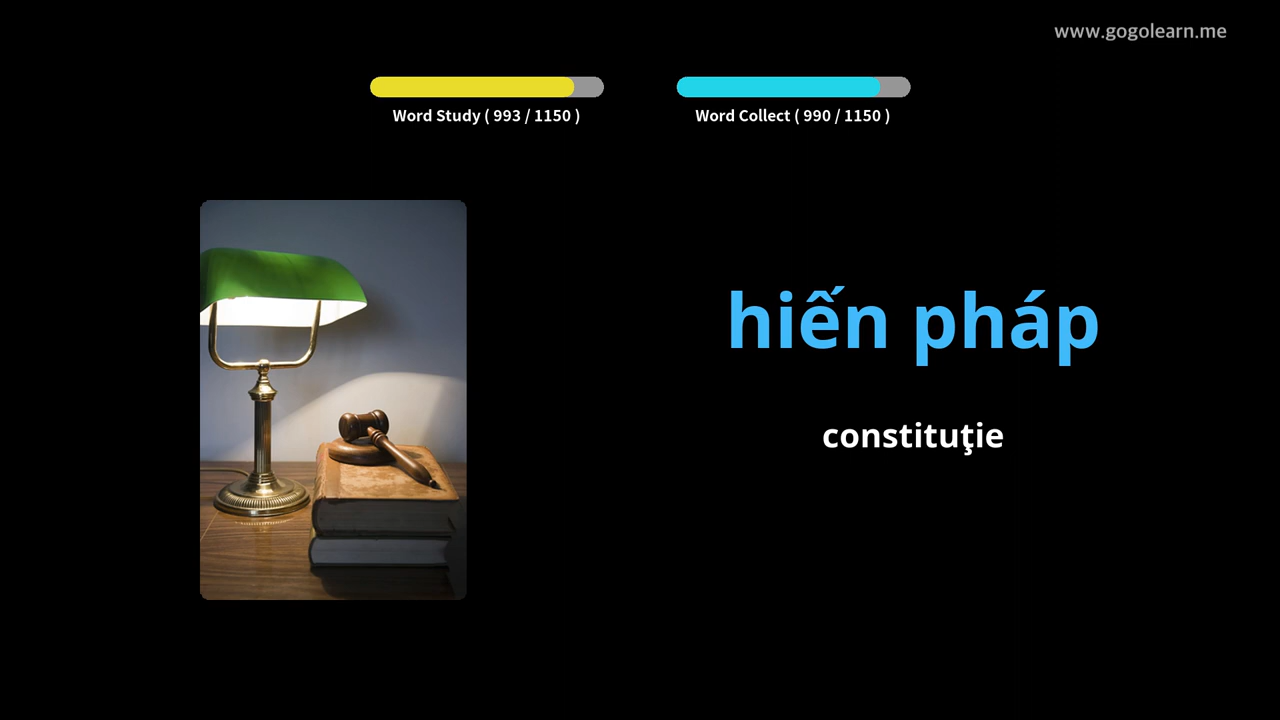 www.gogolearn.me
Word Study ( 993 / 1150 )
Word Collect ( 990 / 1150 )
hiến pháp
constituţie